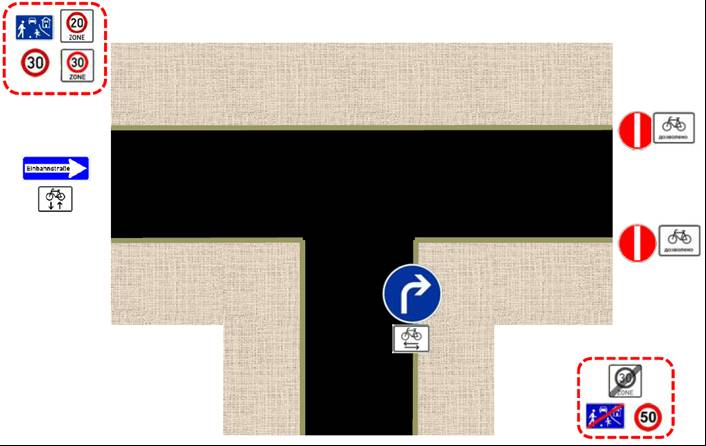 20
ZONE
30
30
ZONE
Einbahnstraße
дозволено
дозволено
30
ZONE
50